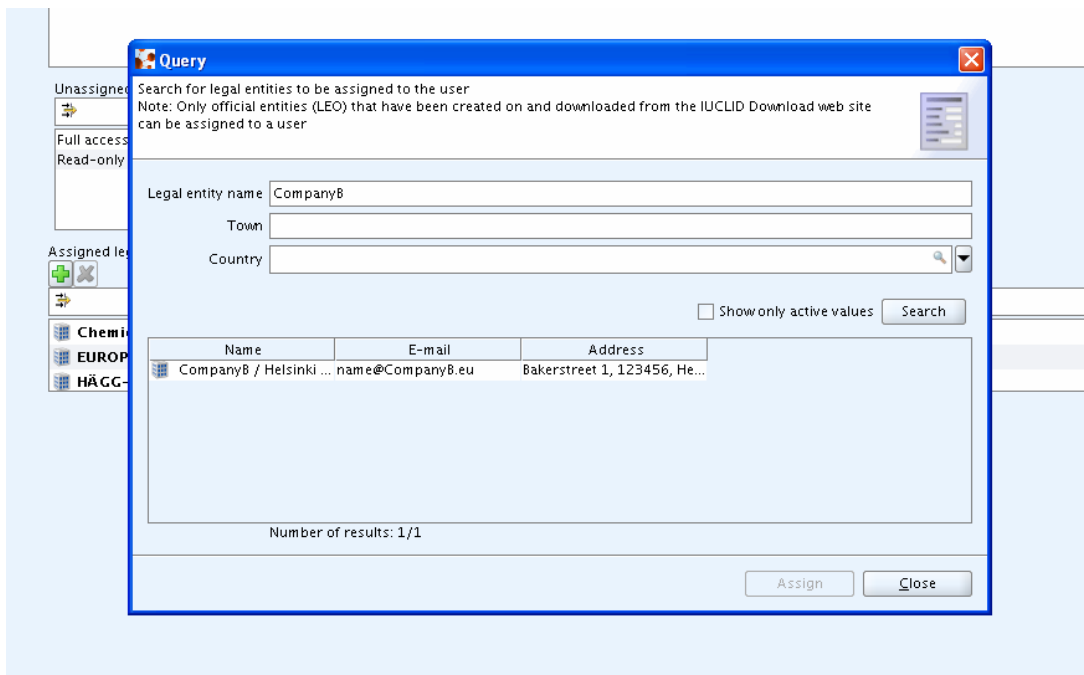 Query
Search for legal entities to be assigned to the user
Note: Only official entities (LEO) that have been created on and downloaded from the IUCLID Download web site
can be assigned to a user
Unassigned
Full access
Read-only
Legal entity name CompanyB
Town
Country
Assigned le
Show only active values Search
Chemi
EUROP
HÄGG-
Name E-mail Address
CompanyB / Helsinki ... name@CompanyB.eu Bakerstreet 1, 123456, He...
Number of results: 1/1
Assign Close